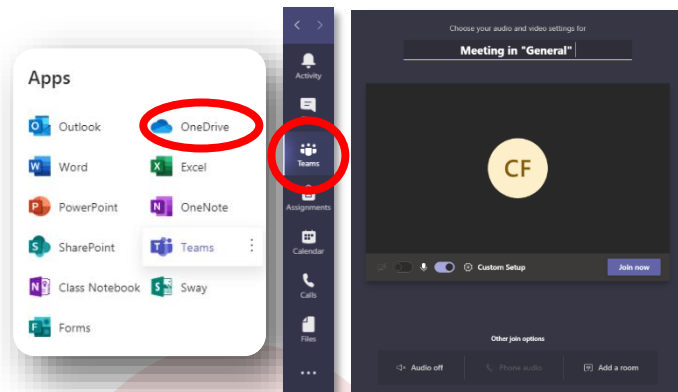 Apps
Outlook
OneDrive
Word
Excel
PowerPoint
OneNote
SharePoint
Teams
Class Notebook
Sway
Forms
Activity
Teams
Assignments
Calendar
Calls
Files
Choose your audio and video settings for
Meeting in "General"
CF
Custom Setup
Join now
Other join options
Audio off
Phone audio
Add a room